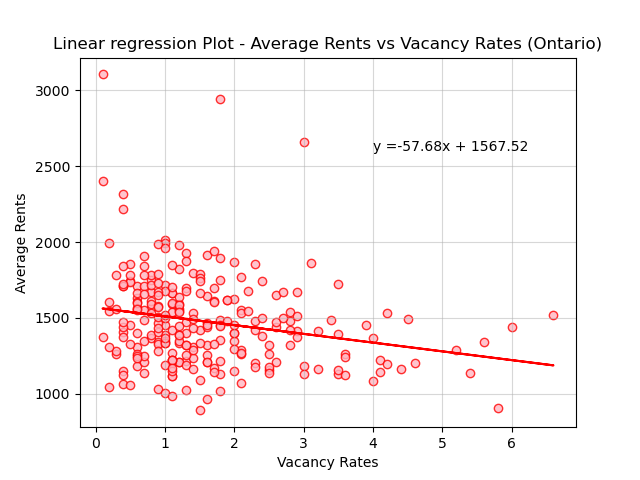 Linear regression Plot - Average Rents vs Vacancy Rates (Ontario)
3000
y =-57.68x + 1567.52
2500
2000
Average Rents
1500
1000
0 1 2 3 4 5 6
Vacancy Rates